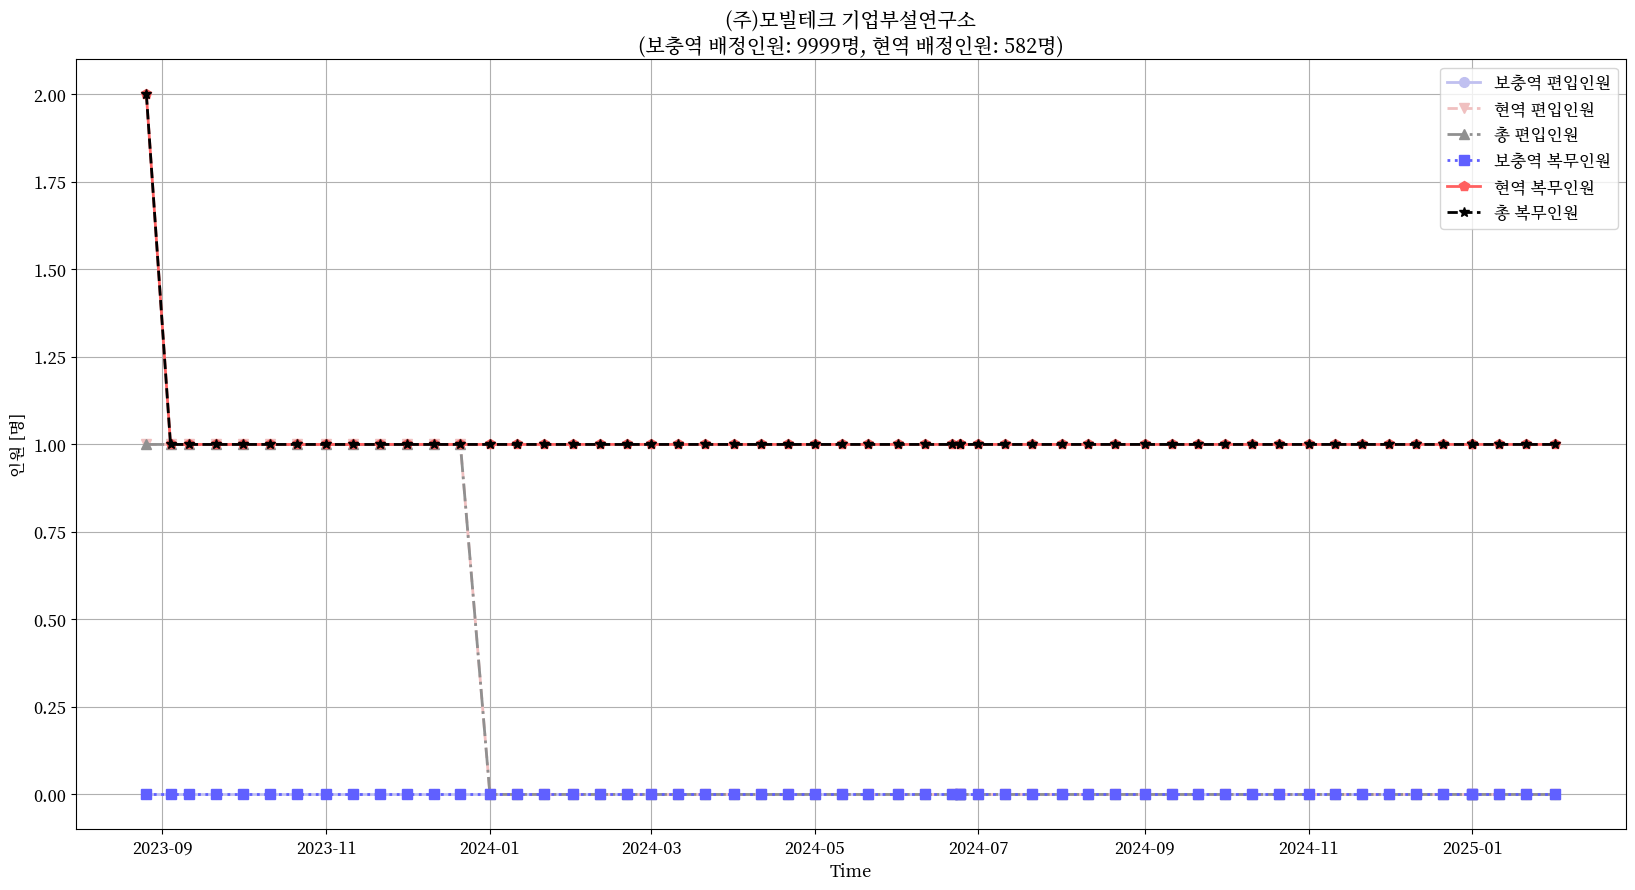 (주)모빌테크 기업부설연구소
(보충역 배정인원: 9999명, 현역 배정인원: 582명)
보충역 편입인원
현역 편입인원
총 편입인원
보충역 복무인원
현역 복무인원
총 복무인원
인원 [명]
2.00
1.75
1.50
1.25
1.00
0.75
0.50
0.25
0.00
2023-09 2023-11 2024-01 2024-03 2024-05 2024-07 2024-09 2024-11 2025-01
Time